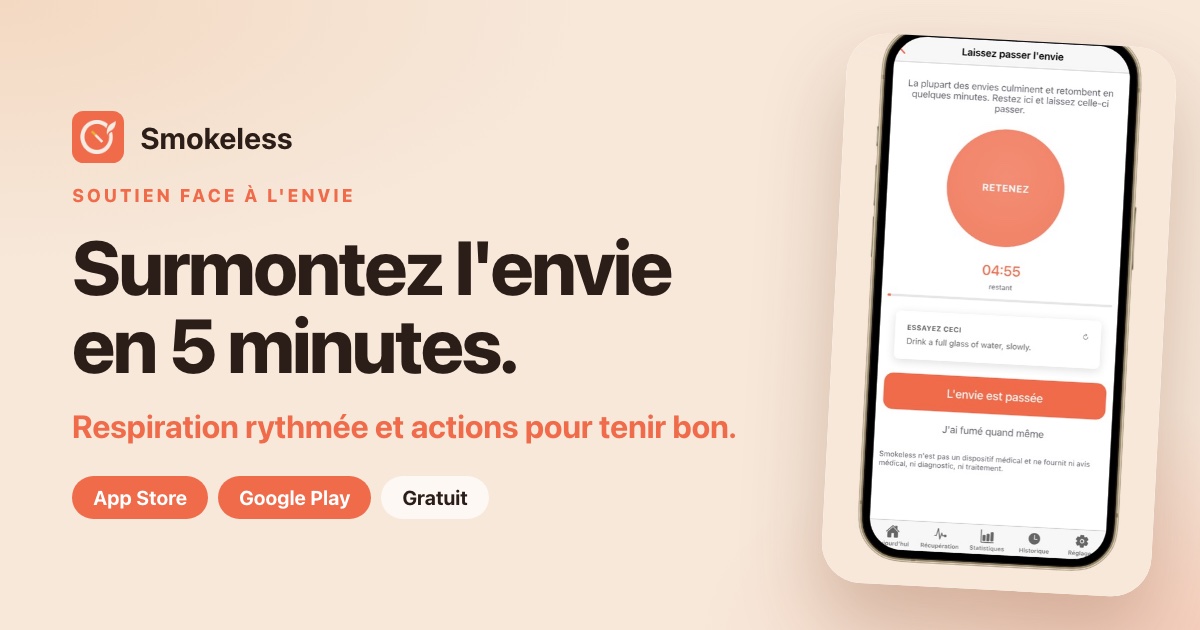 Smokeless
SOUTIEN FACE À L'ENVIE
Surmontez l'envie
en 5 minutes.
Respiration rythmée et actions pour tenir bon.
App Store
Google Play
Gratuit
Laissez passer l'envie
La plupart des envies culminent et retombent en
quelques minutes. Restez ici et laissez celle-ci
passer.
RETENEZ
04:55
restant
ESSAYEZ CECI
Drink a full glass of water, slowly.
L'envie est passée
J'ai fumé quand même
Smokeless n'est pas un dispositif médical et ne fournit ni avis
médical, ni diagnostic, ni traitement.
Récupération
Statistiques
Historique